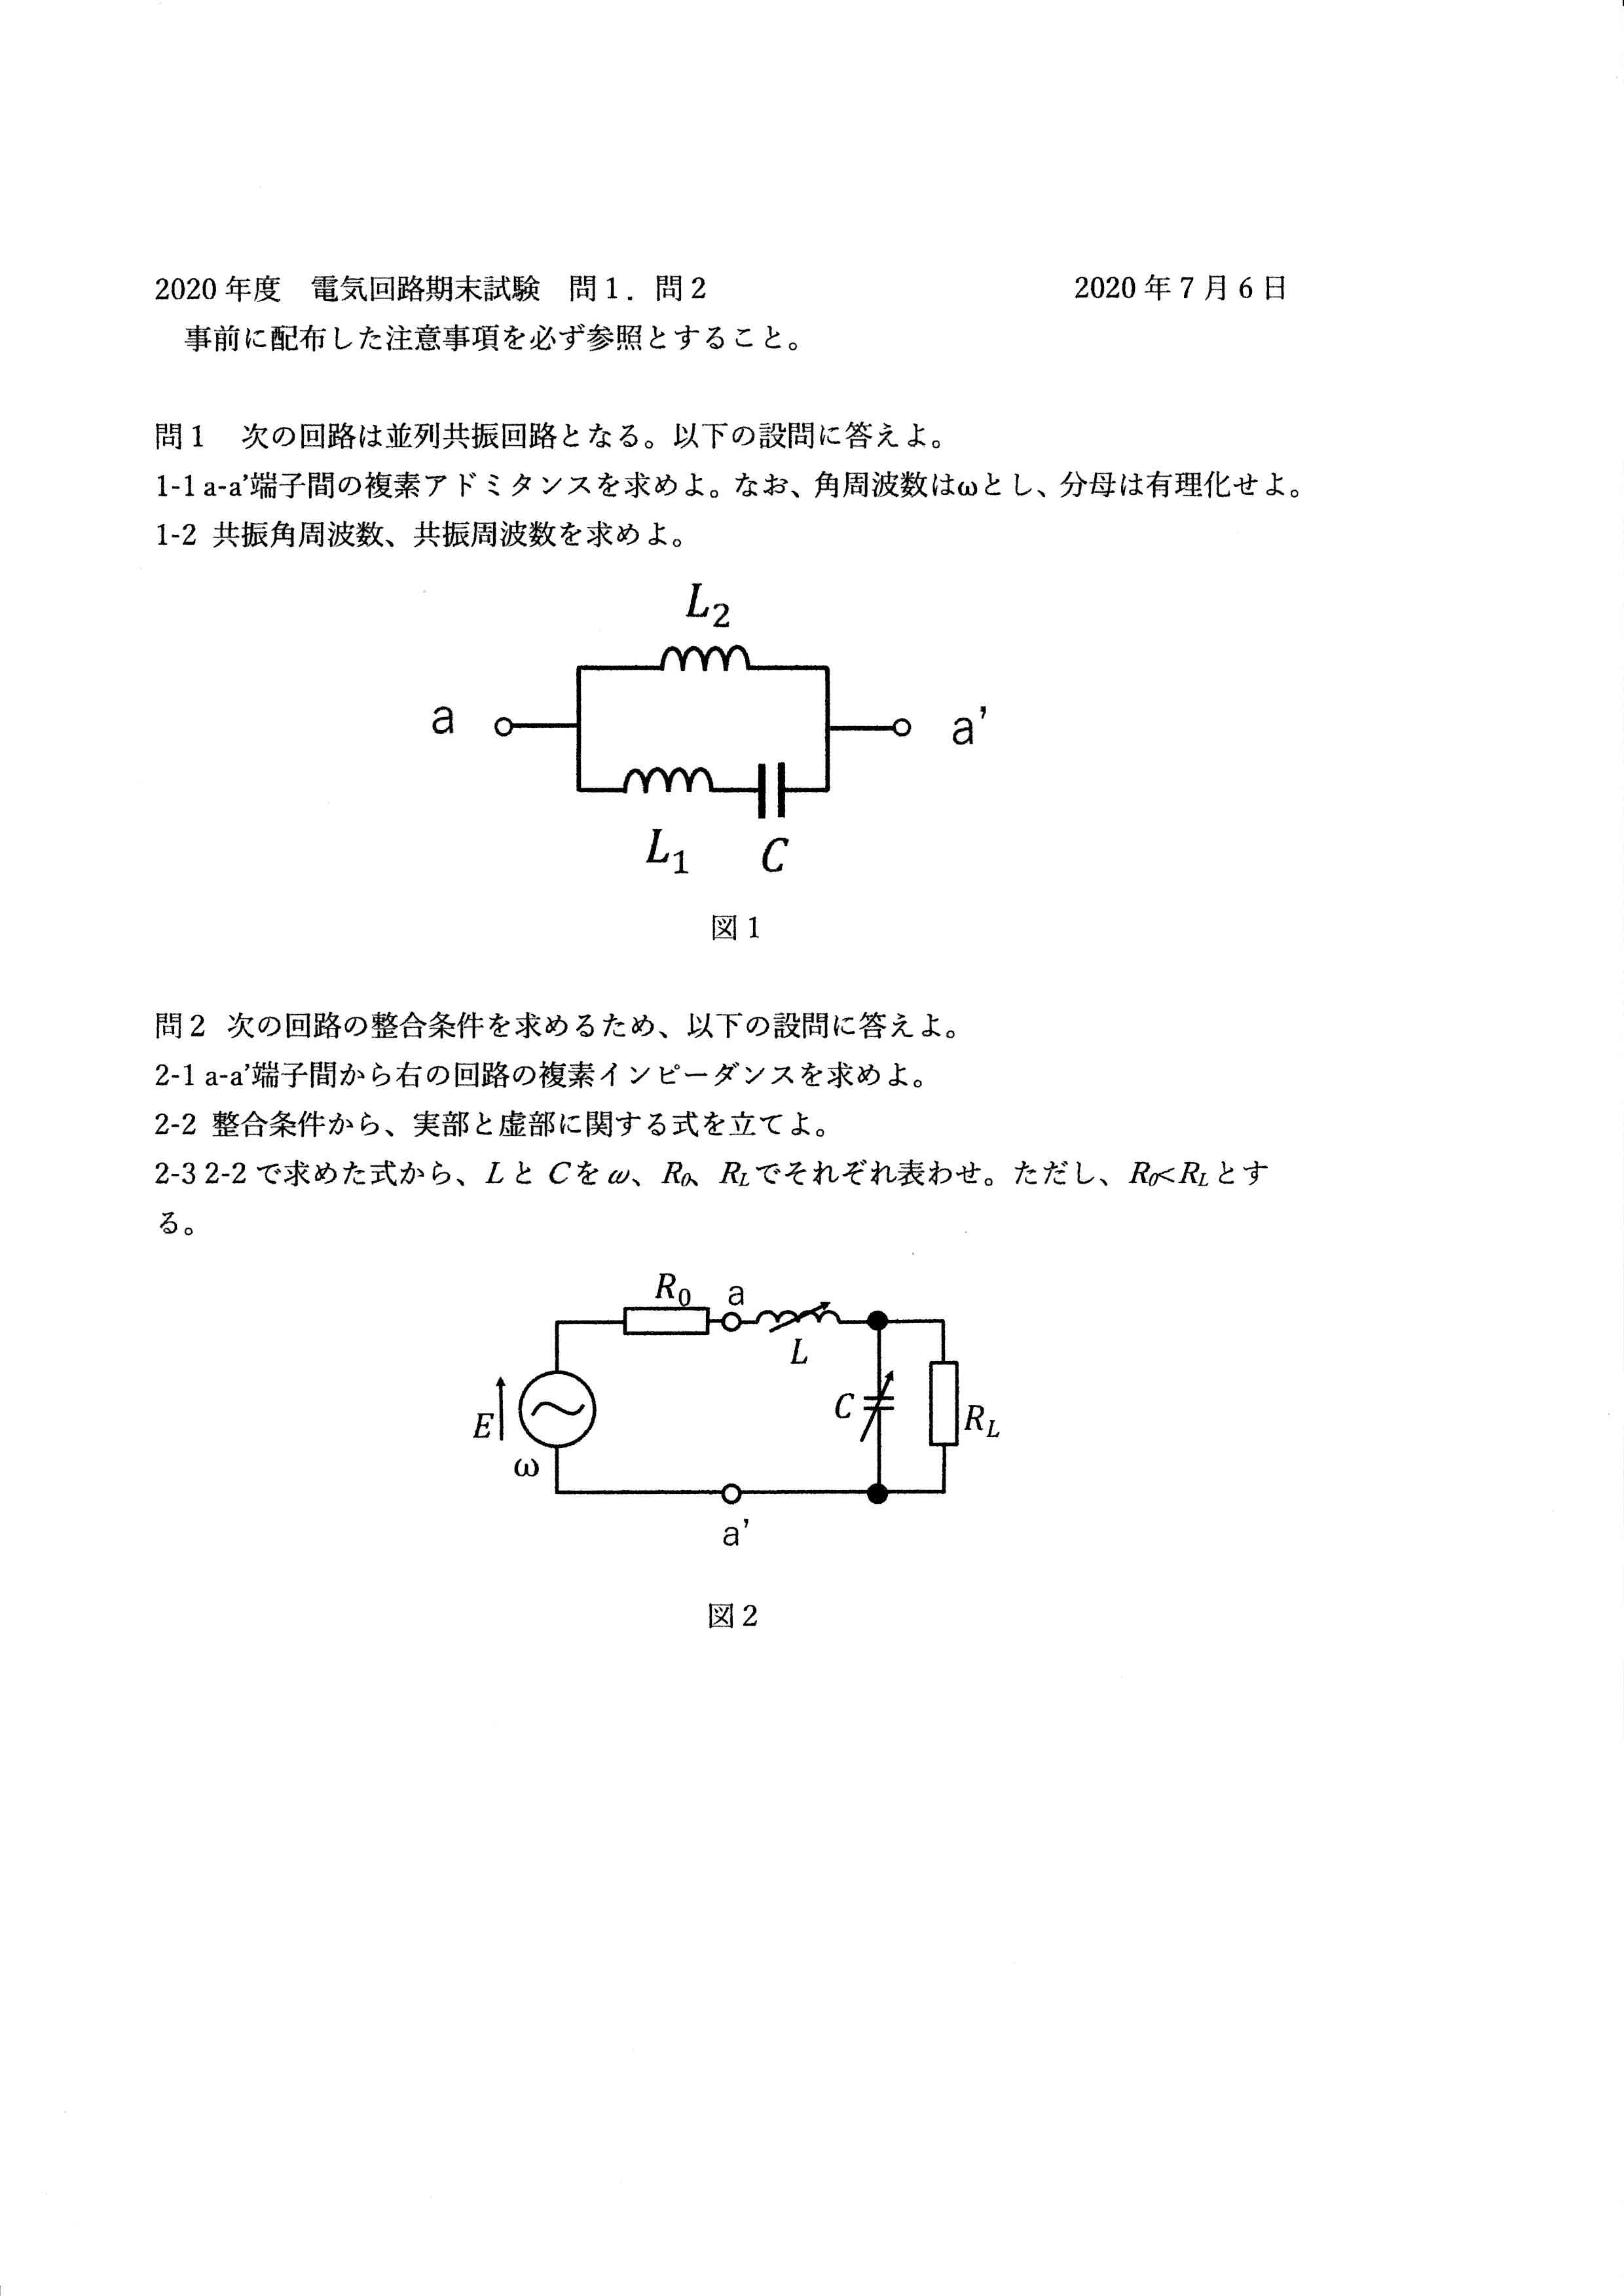 2020 年度　電気回路期末試験　問 1．問 2　2020 年 7 月 6 日
事前に配布した注意事項を必ず参照とすること。
問 1　次の回路は並列共振回路となる。以下の設問に答えよ。
1-1 a-a’端子間の複素アドミタンスを求めよ。なお、角周波数はωとし、分母は有理化せよ。
1-2 共振角周波数、共振周波数を求めよ。
L2
a
a’
L1
C
図 1
問 2 次の回路の整合条件を求めるため、以下の設問に答えよ。
2-1 a-a’端子間から右の回路の複素インピーダンスを求めよ。
2-2 整合条件から、実部と虚部に関する式を立てよ。
2-3 2-2 で求めた式から、L と C を ω、R0、RL でそれぞれ表わせ。ただし、R0<RL とす
る。
R0
a
L
C
RL
E
ω
a’
図 2